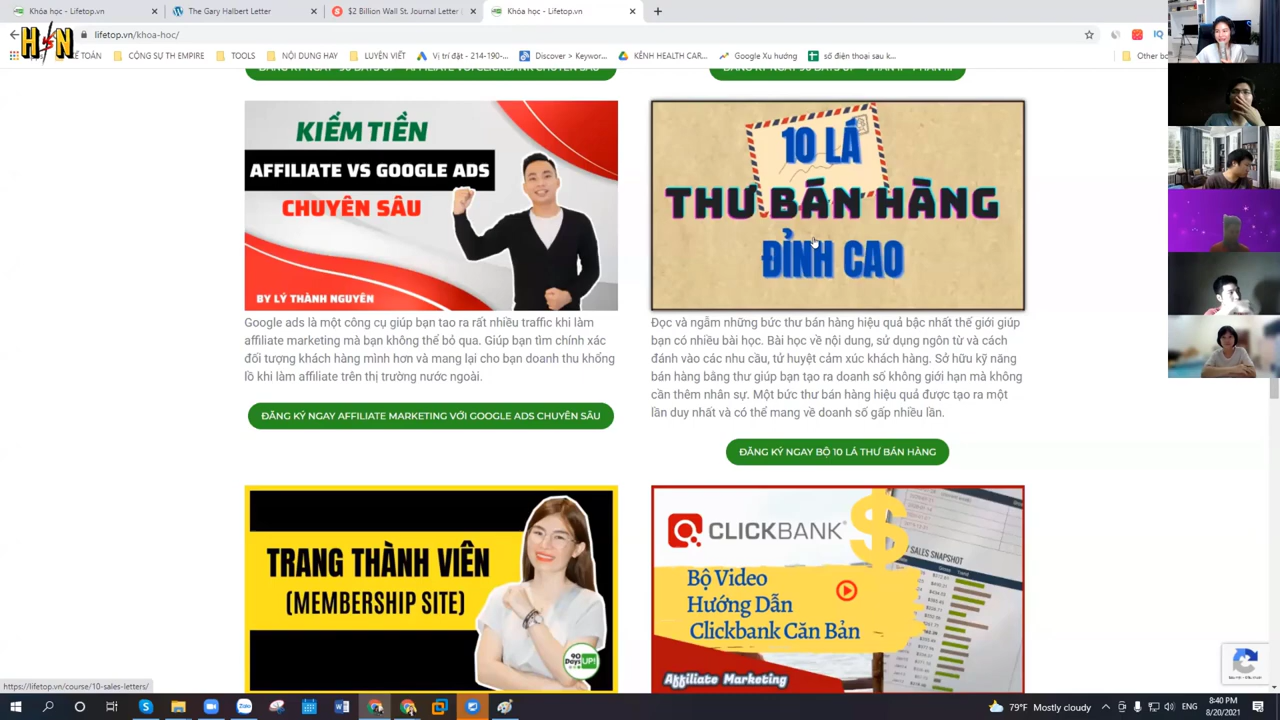 Khóa học - Lifetop.vn
The Gary Halbert Letter
$2 Billion Wall St. Journal Letter
Khóa học - Lifetop.vn
lifetop.vn/khoa-hoc/
H vs N
TOÁN
CỘNG SỰ TH EMPIRE
TOOLS
NỘI DUNG HAY
LUYỆN VIẾT
Vị trí đặt - 214-190-...
Discover > Keywor...
KÊNH HEALTH CAR...
Google Xu hướng
số điện thoại sau k
Other bo
KIẾM TIỀN
AFFILIATE VS GOOGLE ADS
CHUYÊN SÂU
BY LÝ THÀNH NGUYÊN
10 LÁ
THƯ BÁN HÀNG
ĐỈNH CAO
Google ads là một công cụ giúp bạn tạo ra rất nhiều traffic khi làm
affiliate marketing mà bạn không thể bỏ qua. Giúp bạn tìm chính xác
đối tượng khách hàng mình hơn và mang lại cho bạn doanh thu khổng
lồ khi làm affiliate trên thị trường nước ngoài.
ĐĂNG KÝ NGAY AFFILIATE MARKETING VỚI GOOGLE ADS CHUYÊN SÂU
Đọc và ngẫm những bức thư bán hàng hiệu quả bậc nhất thế giới giúp
bạn có nhiều bài học. Bài học về nội dung, sử dụng ngôn từ và cách
đánh vào các nhu cầu, tử huyệt cảm xúc khách hàng. Sở hữu kỹ năng
bán hàng bằng thư giúp bạn tạo ra doanh số không giới hạn mà không
cần thêm nhân sự. Một bức thư bán hàng hiệu quả được tạo ra một
lần duy nhất và có thể mang về doanh số gấp nhiều lần.
ĐĂNG KÝ NGAY BỘ 10 LÁ THƯ BÁN HÀNG
TRANG THÀNH VIÊN
(MEMBERSHIP SITE)
90
Days UP!
CLICKBANK
SALES SNAPSHOT
Bộ Video
Hướng Dẫn
Clickbank Căn Bản
Affiliate Marketing
https://lifetop.vn/course/10-sales-letters/
79°F Mostly cloudy
ENG
8:40 PM
8/20/2021